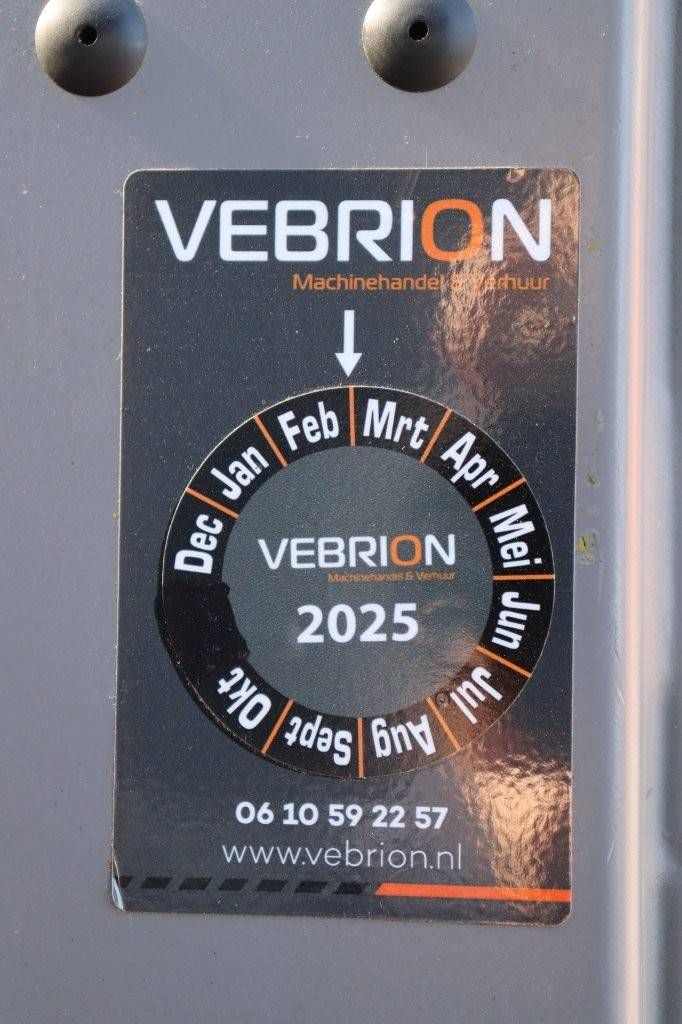 VEBRION
Machinehandel & Verhuur
Jan
Feb
Mrt
Apr
Mei
Jun
Jul
Aug
Sept
Okt
Dec
VEBRION
Machinehandel & Verhuur
2025
06 10 59 22 57
www.vebrion.nl